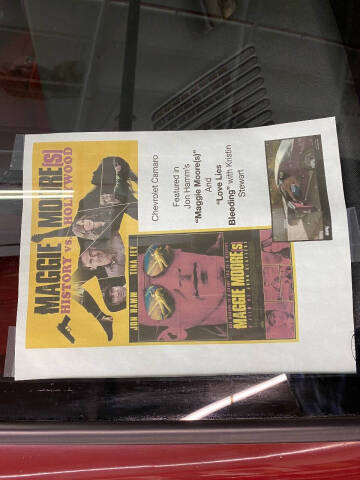 MAGGIE MOORE[S]
HISTORY vs. HOLLYWOOD
JON HAMM TINA FEY
MAGGIE MOORE(S)
Chevrolet Camaro
Featured in
Jon Hamm's
"Maggie Moore(s)"
And
"Love Lies
Bleeding" with Kristin
Stewart